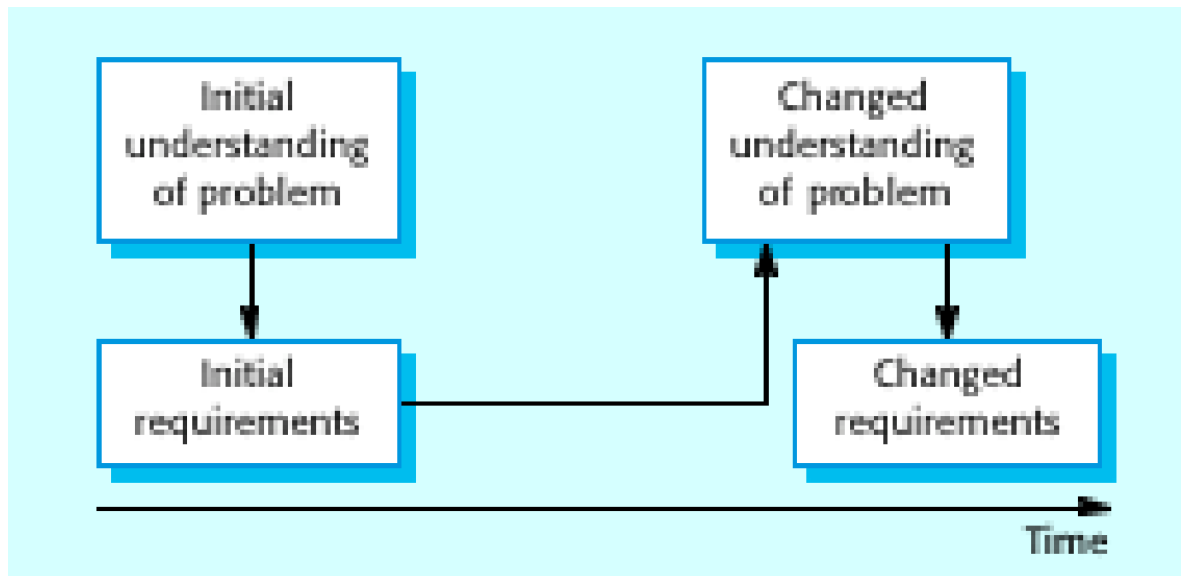 Initial
understanding
of problem
Changed
understanding
of problem
Initial
requirements
Changed
requirements
Time